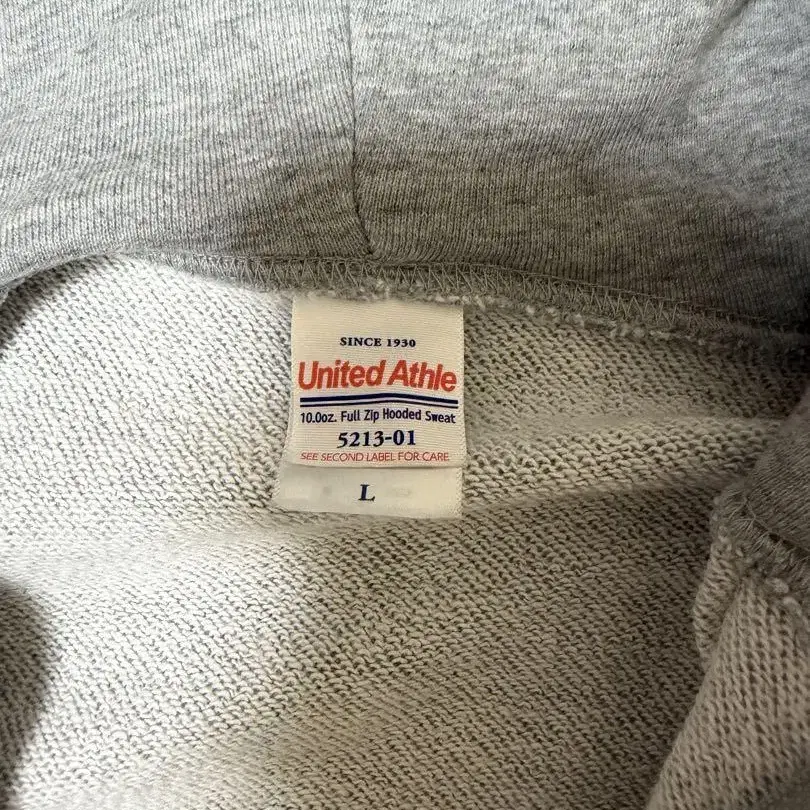 SINCE 1930
United Athle
10.0oz. Full Zip Hooded Sweat
5213-01
SEE SECOND LABEL FOR CARE
L